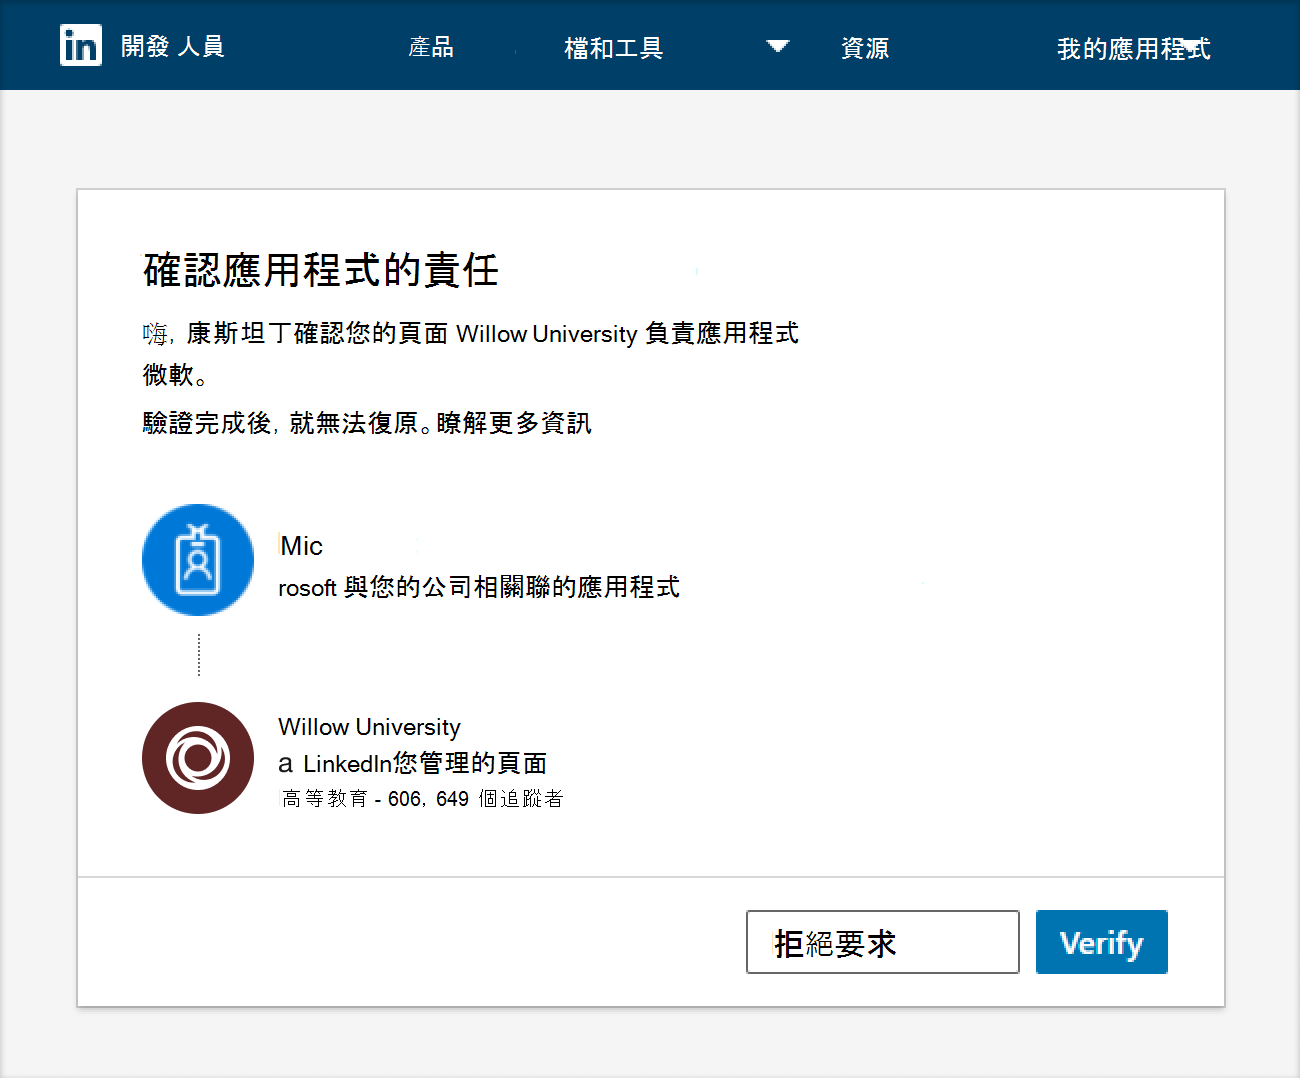 in 開發 人員 產品 檔和工具 資源 我的應用程式
確認應用程式的責任
嗨, 康斯坦丁確認您的頁面 Willow University 負責應用程式
微軟。
驗證完成後, 就無法復原。瞭解更多資訊
Mic
rosoft 與您的公司相關聯的應用程式
Willow University
a LinkedIn您管理的頁面
高等教育 - 606, 649 個追蹤者
拒絕要求 Verify